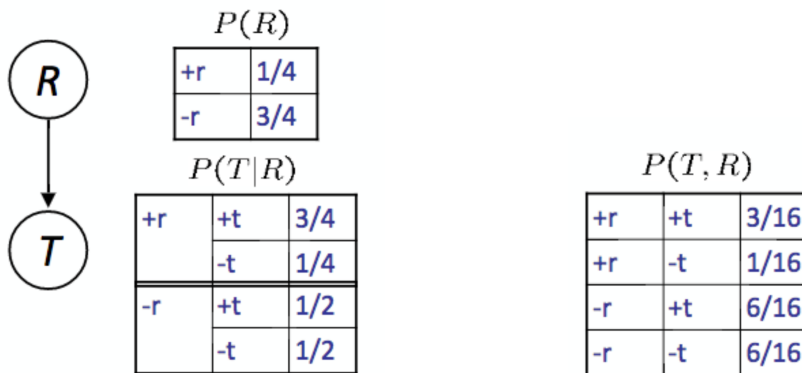 P(R)
R
+r 1/4
-r 3/4
P(T|R)
+r +t 3/4
-t 1/4
T
-r +t 1/2
-t 1/2
P(T, R)
+r +t 3/16
+r -t 1/16
-r +t 6/16
-r -t 6/16